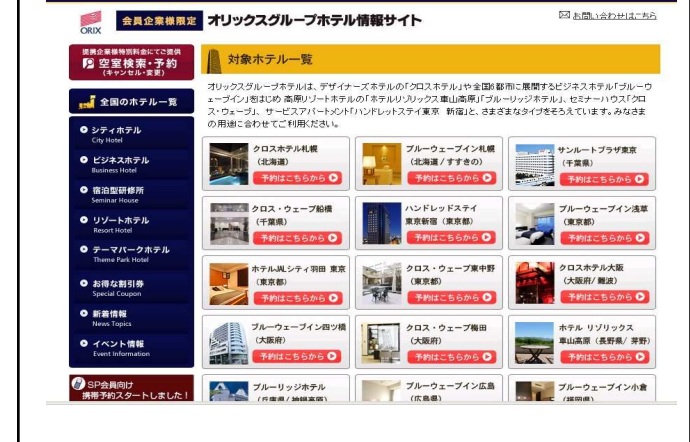 ORIX
会員企業様限定
オリックスグループホテル情報サイト
お問い合わせはこちら
提携企業様特別料金にてご提供
空室検索・予約
(キャンセル・変更)
全国のホテル一覧
シティホテル
City Hotel
ビジネスホテル
Business Hotel
宿泊型研修所
Seminar House
リゾートホテル
Resort Hotel
テーマパークホテル
Theme Park Hotel
お得な割引券
Special Coupon
新着情報
News Topics
イベント情報
Event Information
SP会員向け
携帯予約スタートしました!
対象ホテル一覧
オリックスグループホテルは、デザイナーズホテルの「クロスホテル」や全国6都市に展開するビジネスホテル「ブルーウ
ェーブイン」をはじめ 高原リゾートホテルの「ホテルリゾリックス車山高原」「ブルーリッジホテル」、セミナーハウス「クロ
ス・ウェーブ」、サービスアパートメント「ハンドレッドステイ東京 新宿」と、さまざまなタイプをそろえています。みなさま
の用途に合わせてご利用ください。
クロスホテル札幌
(北海道)
予約はこちらから
ブルーウェーブイン札幌
(北海道/すすきの)
予約はこちらから
サンルートプラザ東京
(千葉県)
予約はこちらから
クロス・ウェーブ船橋
(千葉県)
予約はこちらから
ハンドレッドステイ
東京新宿(東京都)
予約はこちらから
ブルーウェーブイン浅草
(東京都)
予約はこちらから
ホテルJALシティ羽田 東京
(東京都)
予約はこちらから
クロス・ウェーブ東中野
(東京都)
予約はこちらから
クロスホテル大阪
(大阪府/難波)
予約はこちらから
ブルーウェーブイン四ツ橋
(大阪府)
予約はこちらから
クロス・ウェーブ梅田
(大阪府)
予約はこちらから
ホテル リゾリックス
車山高原(長野県/茅野)
予約はこちらから
ブルーリッジホテル
(兵庫県/神鍋高原)
ブルーウェーブイン広島
(広島県)
ブルーウェーブイン小倉
(福岡県)